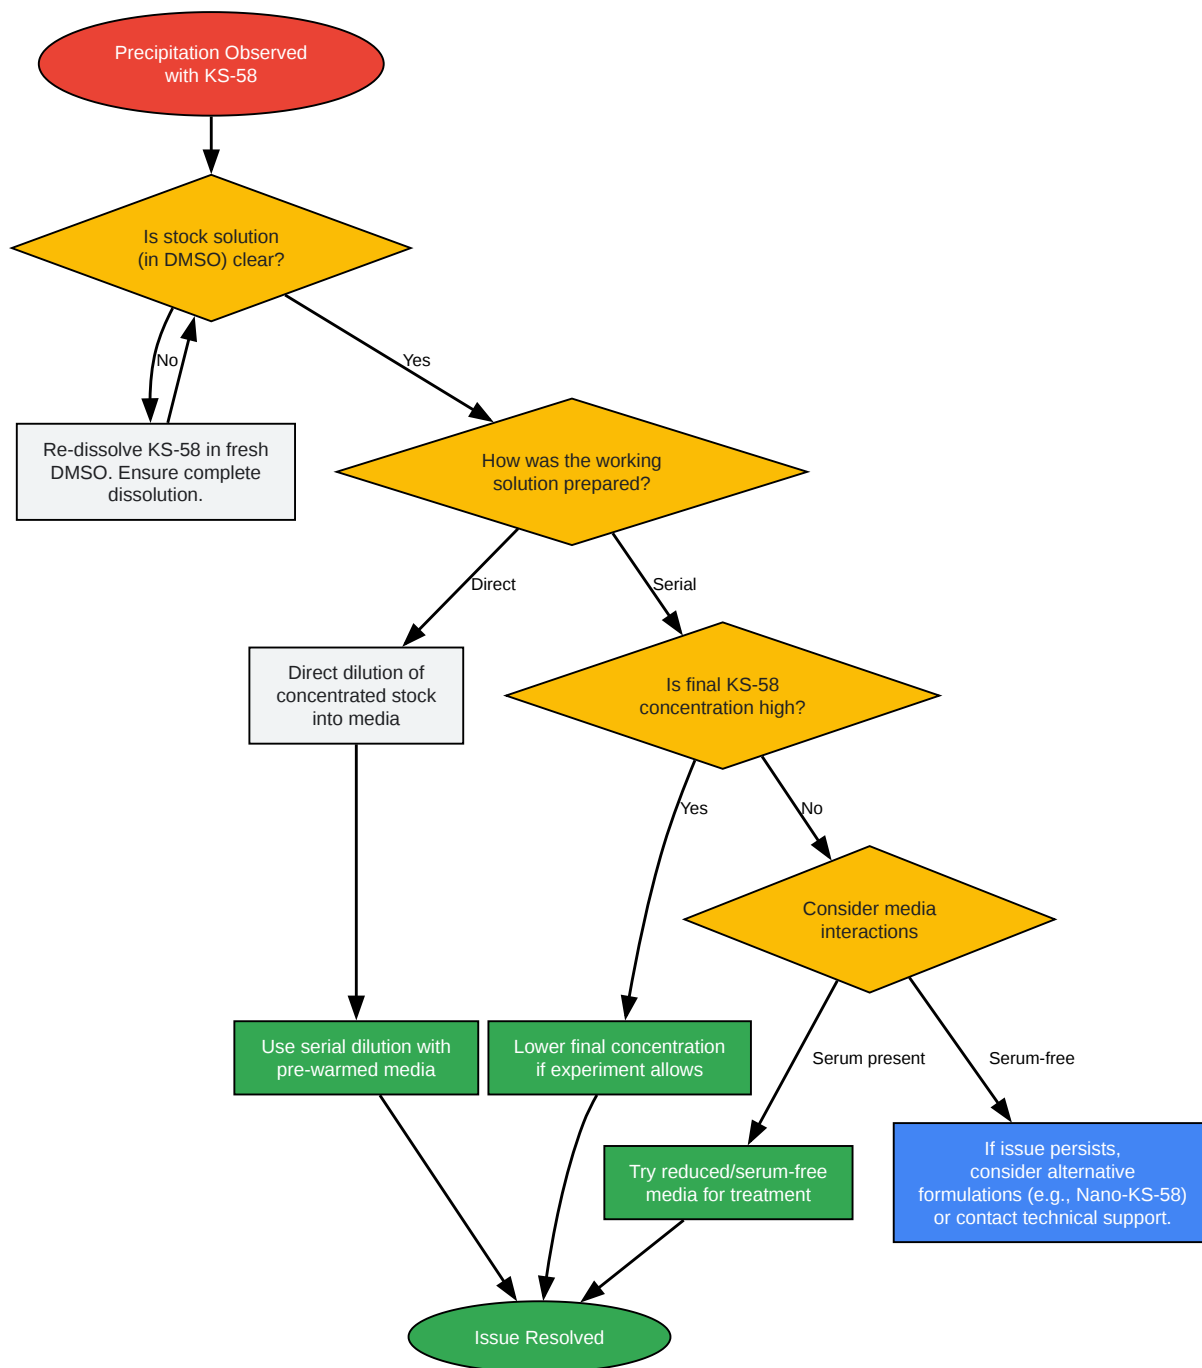 Precipitation Observed
with KS-58
Is stock solution
(in DMSO) clear?
No
Yes
Re-dissolve KS-58 in fresh
DMSO. Ensure complete
dissolution.
How was the working
solution prepared?
Direct
Serial
Direct dilution of
concentrated stock
into media
Is final KS-58
concentration high?
Yes
No
Consider media
interactions
Use serial dilution with
pre-warmed media
Lower final concentration
if experiment allows
Serum present
Serum-free
Try reduced/serum-free
media for treatment
If issue persists,
consider alternative
formulations (e.g., Nano-KS-58)
or contact technical support.
Issue Resolved